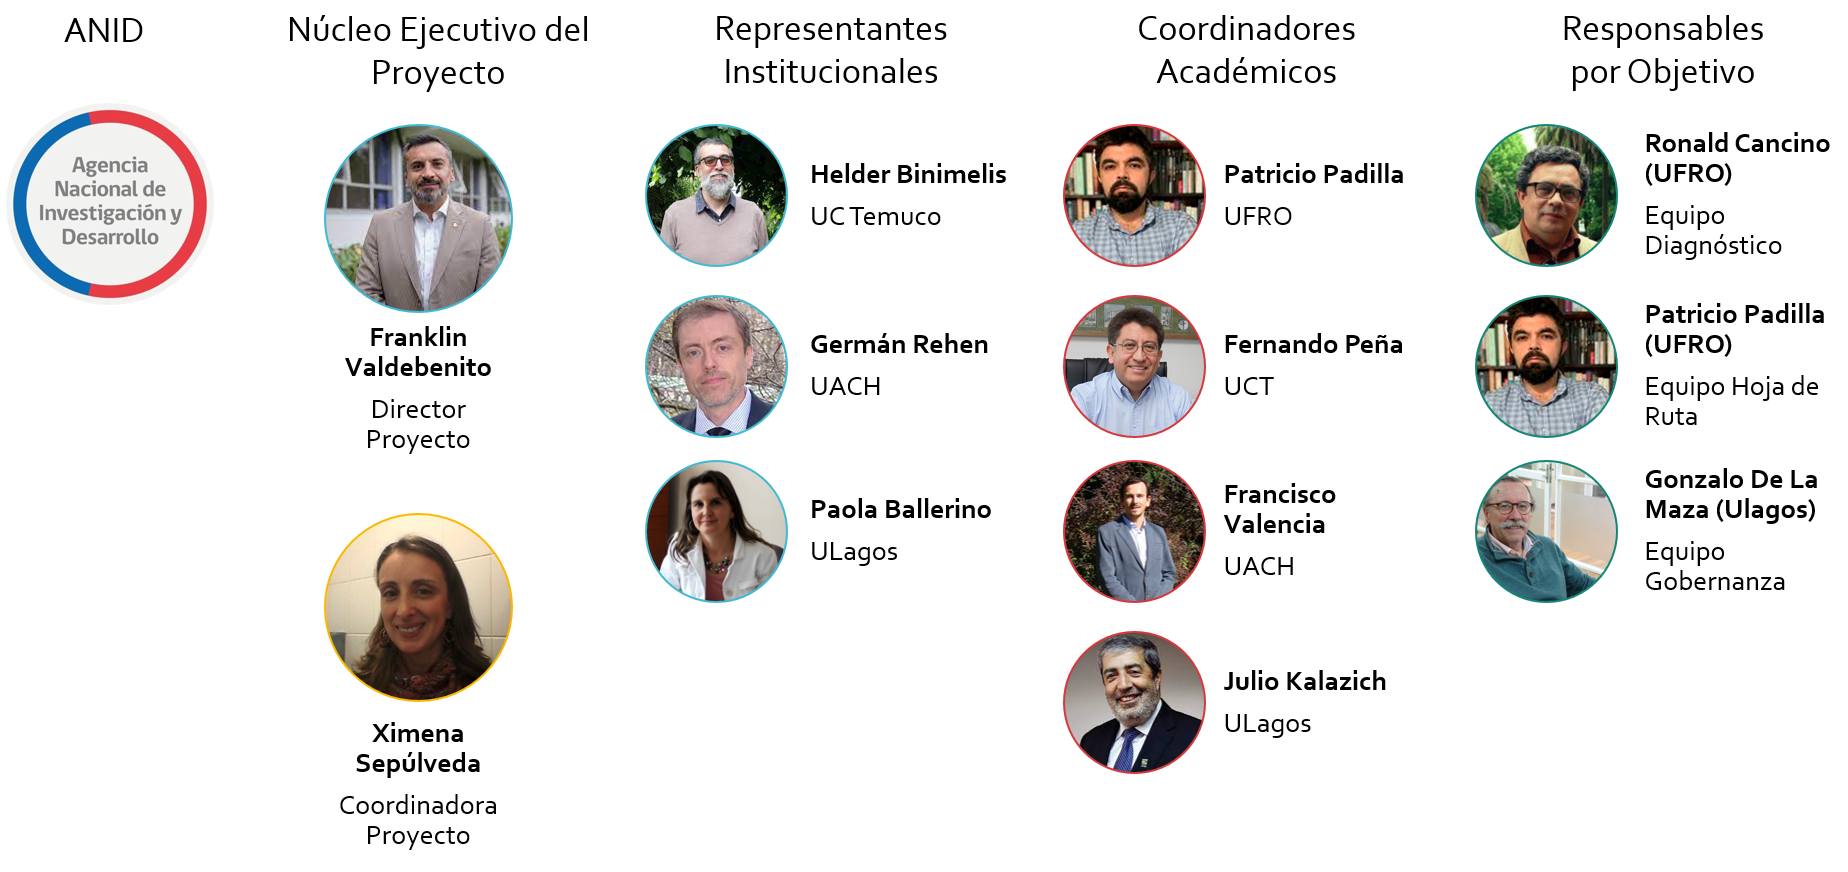 ANID
Agencia
Nacional de
Investigación y
Desarrollo
Núcleo Ejecutivo del
Proyecto
Franklin
Valdebenito
Director
Proyecto
Ximena
Sepúlveda
Coordinadora
Proyecto
Representantes
Institucionales
Helder Binimelis
UC Temuco
Germán Rehen
UACH
Paola Ballerino
ULagos
Coordinadores
Académicos
Patricio Padilla
UFRO
Fernando Peña
UCT
Francisco
Valencia
UACH
Julio Kalazich
ULagos
Responsables
por Objetivo
Ronald Cancino
(UFRO)
Equipo
Diagnóstico
Patricio Padilla
(UFRO)
Equipo Hoja de
Ruta
Gonzalo De La
Maza (Ulagos)
Equipo
Gobernanza